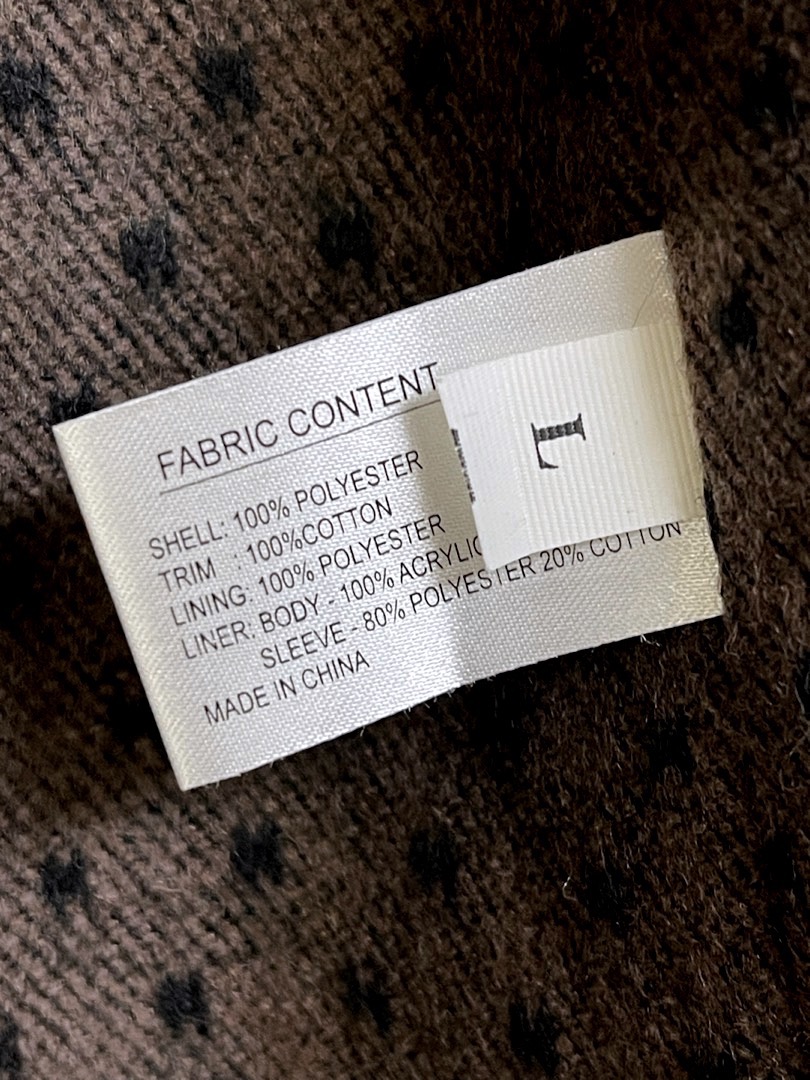 FABRIC CONTENT
SHELL: 100% POLYESTER
TRIM : 100%COTTON
LINING: 100% POLYESTER
LINER: BODY - 100% ACRYLIC
SLEEVE - 80% POLYESTER 20% COTTON
MADE IN CHINA
L